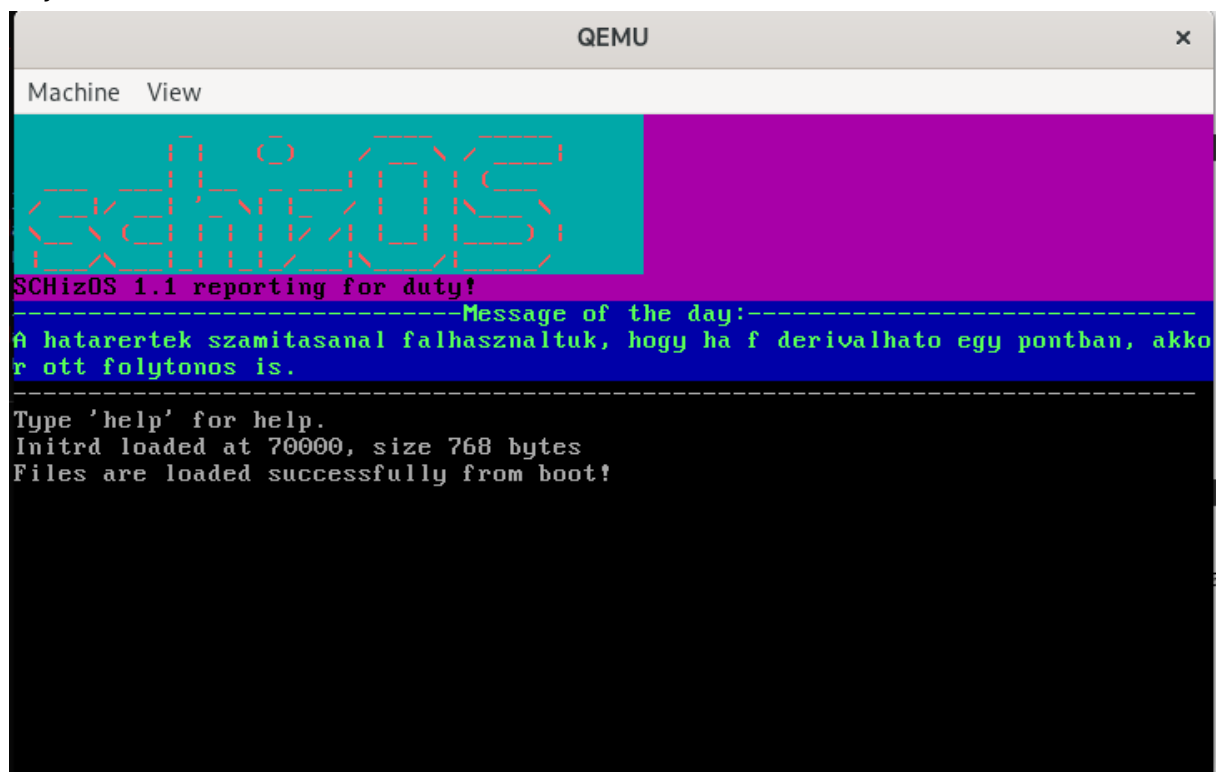 QEMU
Machine View
schizOS
SCHizOS 1.1 reporting for duty!
------------------------------Message of the day:------------------------------
A hatarertek szamitasanal falhasznaltuk, hogy ha f derivalhato egy pontban, akko
r ott folytonos is.
--------------------------------------------------------------------------------
Type 'help' for help.
Initrd loaded at 70000, size 768 bytes
Files are loaded successfully from boot!